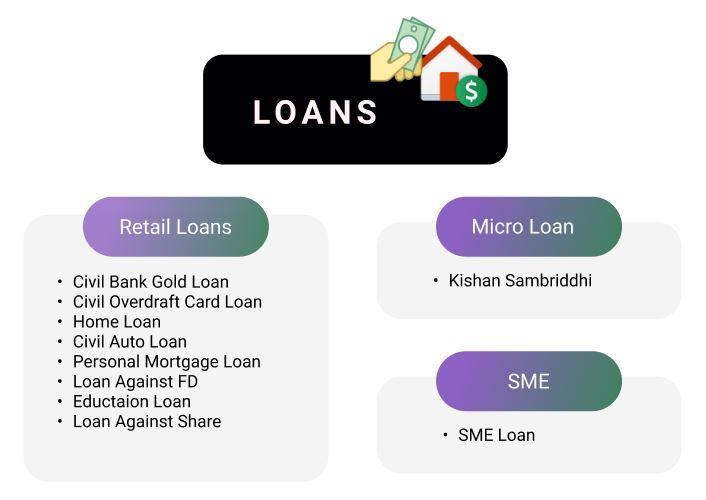 LOANS
$
Retail Loans
• Civil Bank Gold Loan
• Civil Overdraft Card Loan
• Home Loan
• Civil Auto Loan
• Personal Mortgage Loan
• Loan Against FD
• Eductaion Loan
• Loan Against Share
Micro Loan
• Kishan Sambriddhi
SME
• SME Loan